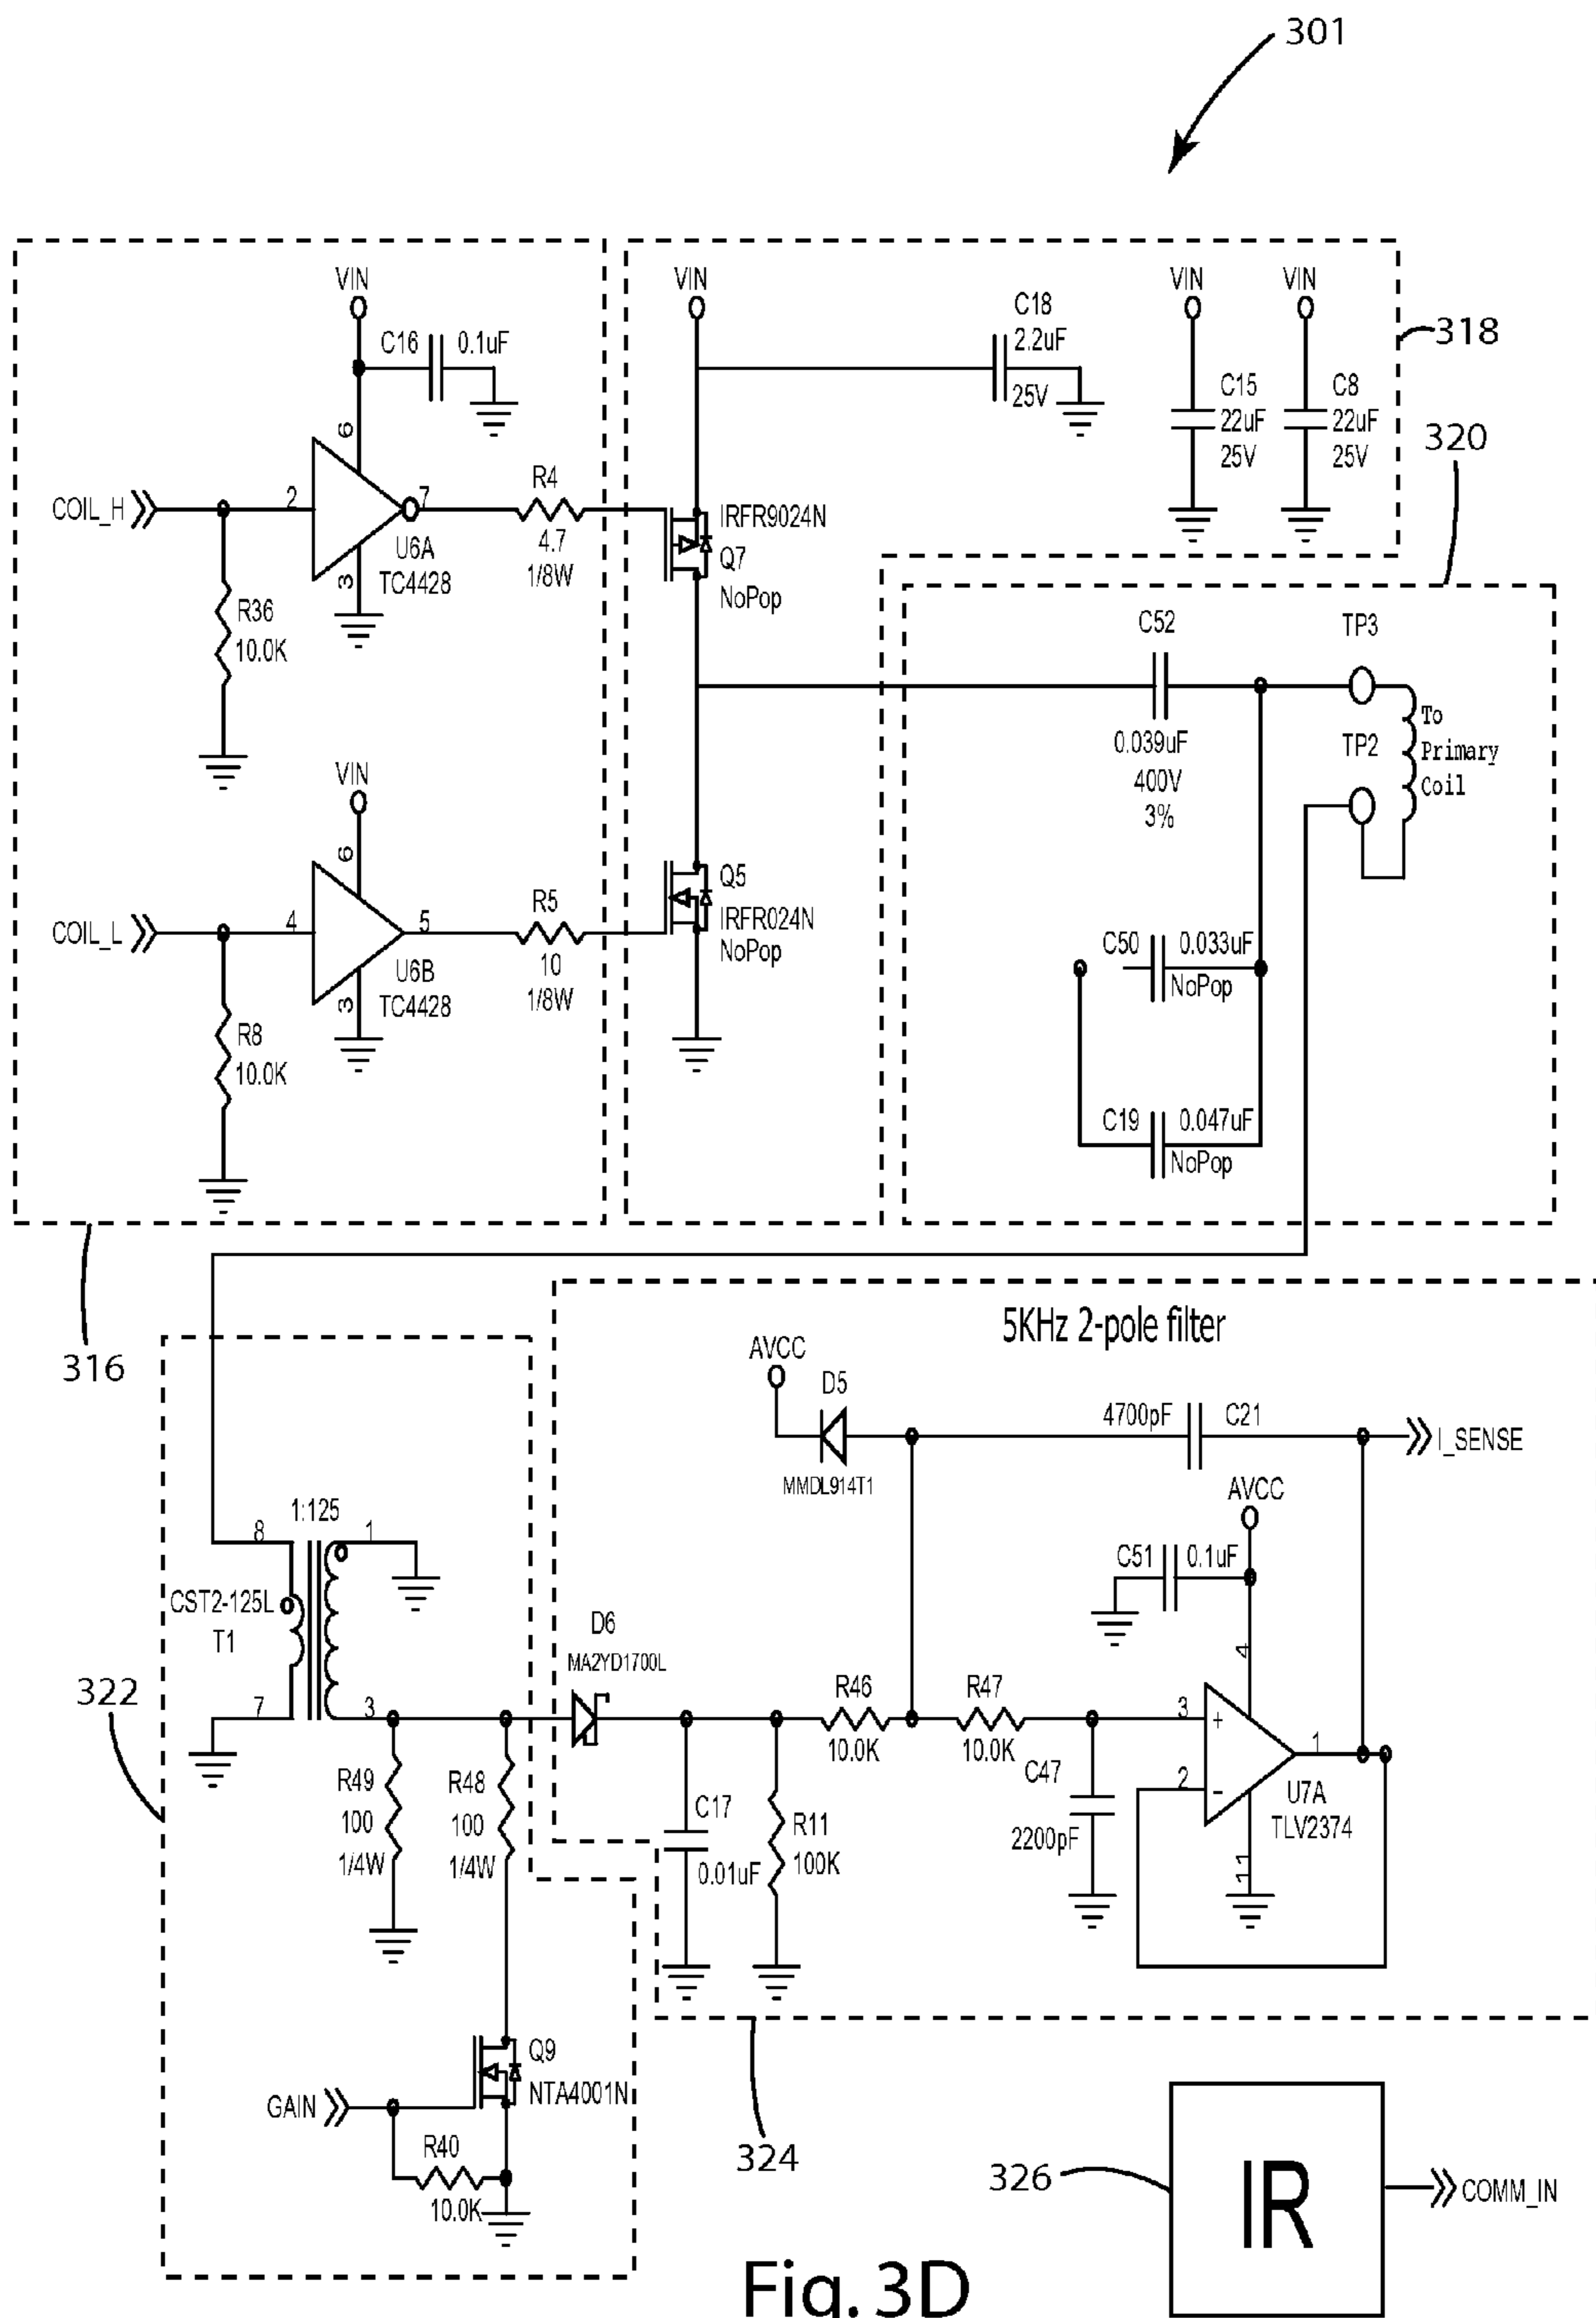 301
VIN
C16 0.1uF
6
COIL_H
2
7
U6A
TC4428
3
R36
10.0K
R4
4.7
1/8W
VIN
6
COIL_L
4
5
U6B
TC4428
3
R8
10.0K
R5
10
1/8W
316
VIN
C18
2.2uF
25V
VIN
C15
22uF
25V
VIN
C8
22uF
25V
318
IRFR9024N
Q7
NoPop
Q5
IRFR024N
NoPop
320
C52
0.039uF
400V
3%
TP3
TP2
To
Primary
Coil
C50 0.033uF
NoPop
C19 0.047uF
NoPop
1:125
8
1
CST2-125L
T1
7
3
322
R49
100
1/4W
R48
100
1/4W
Q9
NTA4001N
GAIN
R40
10.0K
5KHz 2-pole filter
AVCC
D5
MMDL914T1
4700pF C21
I_SENSE
AVCC
C51 0.1uF
4
D6
MA2YD1700L
R46
10.0K
R47
10.0K
C17
0.01uF
R11
100K
C47
2200pF
3
+
2
-
1
U7A
TLV2374
11
324
326
IR
COMM_IN
Fig. 3D